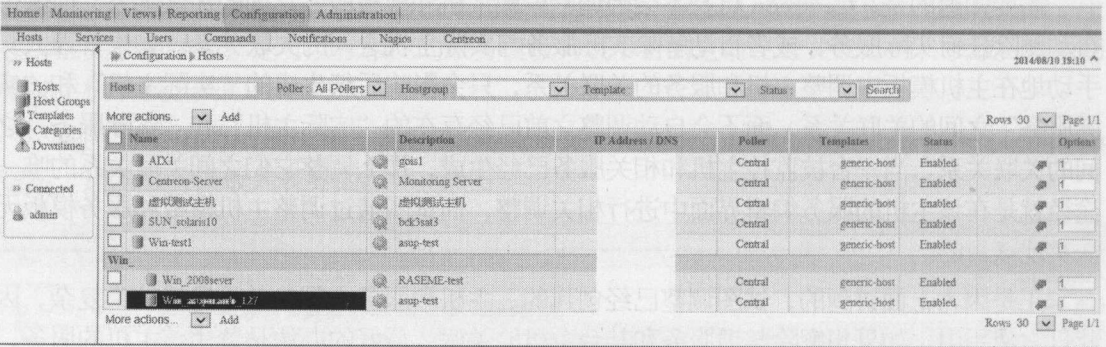 Home Monitoring Views Reporting Configuration Administration
Hosts Services Users Commands Notifications Nagios Centreon
Hosts
Configuration Hosts
2014/08/10 15:10
Hosts
Host Groups
Templates
Categories
Downtimes
Connected
admin
Hosts : Poller : All Pollers Hostgroup : Template : Status : Search
More actions... Add Rows 30 Page 1/1
Name Description IP Address / DNS Poller Templates Status Options
AIX1 gois1 Central generic-host Enabled 1
Centreon-Server Monitoring Server Central generic-host Enabled 1
虚拟测试主机 虚拟测试主机 Central generic-host Enabled 1
SUN_solaris10 bdk3sat3 Central generic-host Enabled 1
Win-test1 asup-test Central generic-host Enabled 1
Win_
Win_2008sever RASEME-test Central generic-host Enabled 1
127 asup-test Central generic-host Enabled 1
More actions... Add Rows 30 Page 1/1